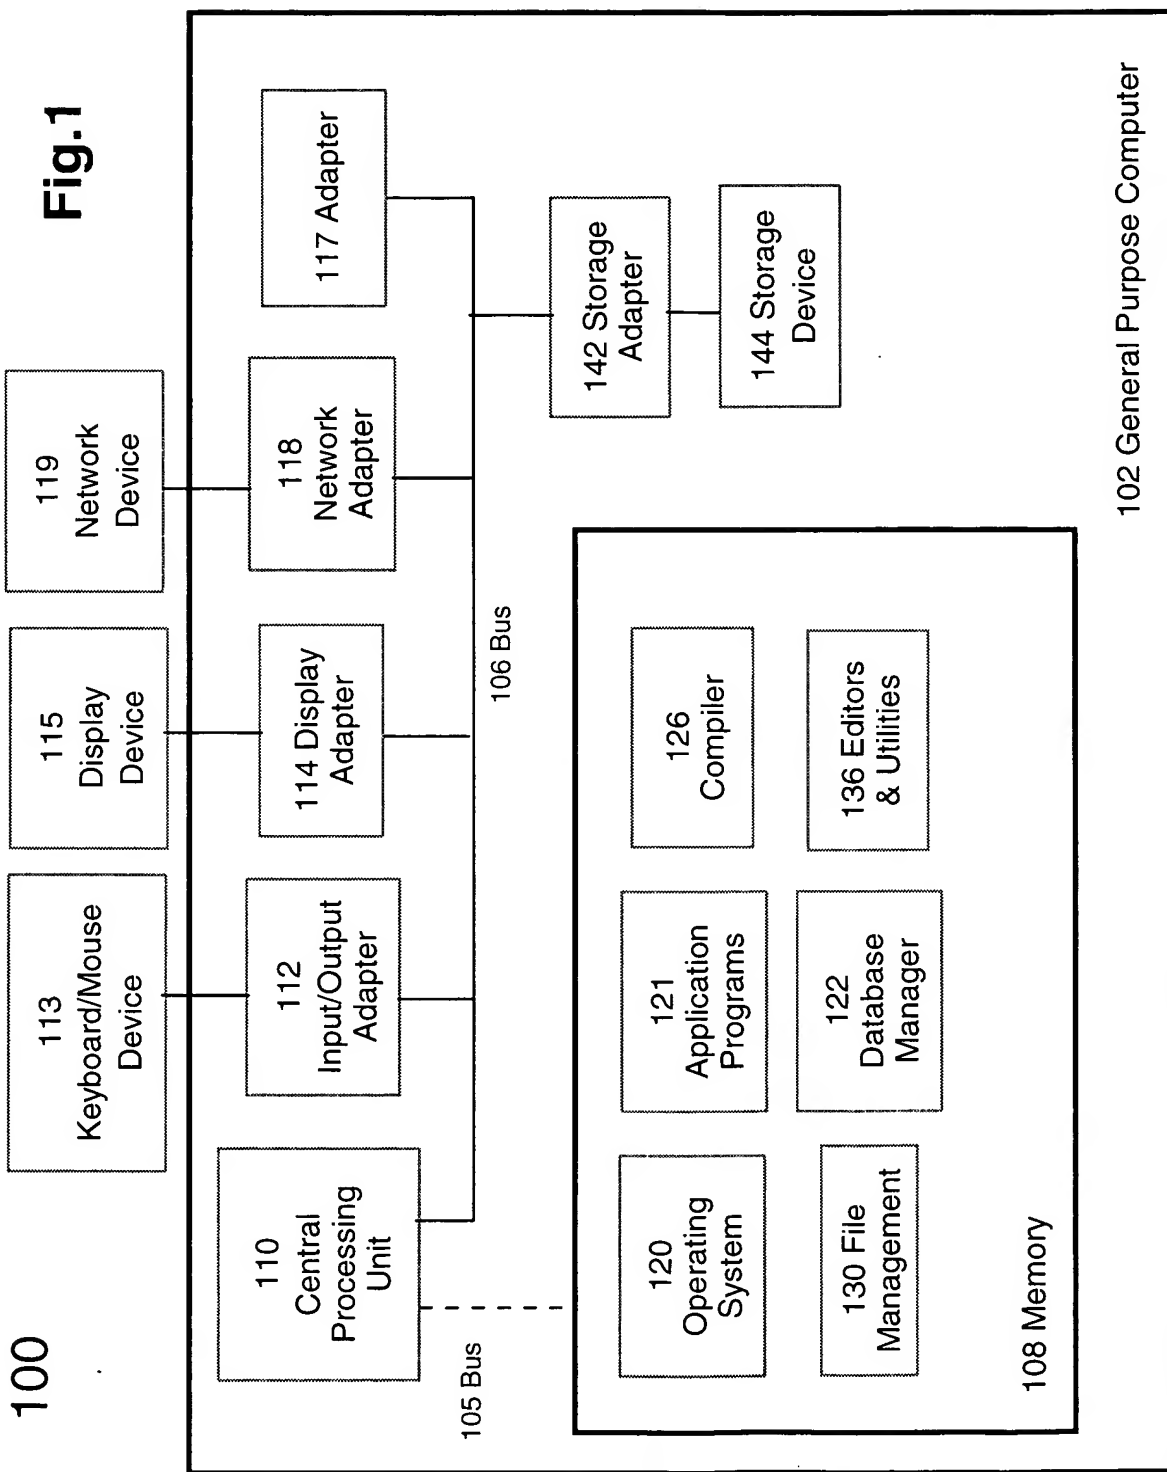 100
Fig.1
113
Keyboard/Mouse
Device
115
Display
Device
119
Network
Device
110
Central
Processing
Unit
112
Input/Output
Adapter
114 Display
Adapter
118
Network
Adapter
117 Adapter
105 Bus
106 Bus
142 Storage
Adapter
144 Storage
Device
120
Operating
System
121
Application
Programs
126
Compiler
130 File
Management
122
Database
Manager
136 Editors
& Utilities
108 Memory
102 General Purpose Computer